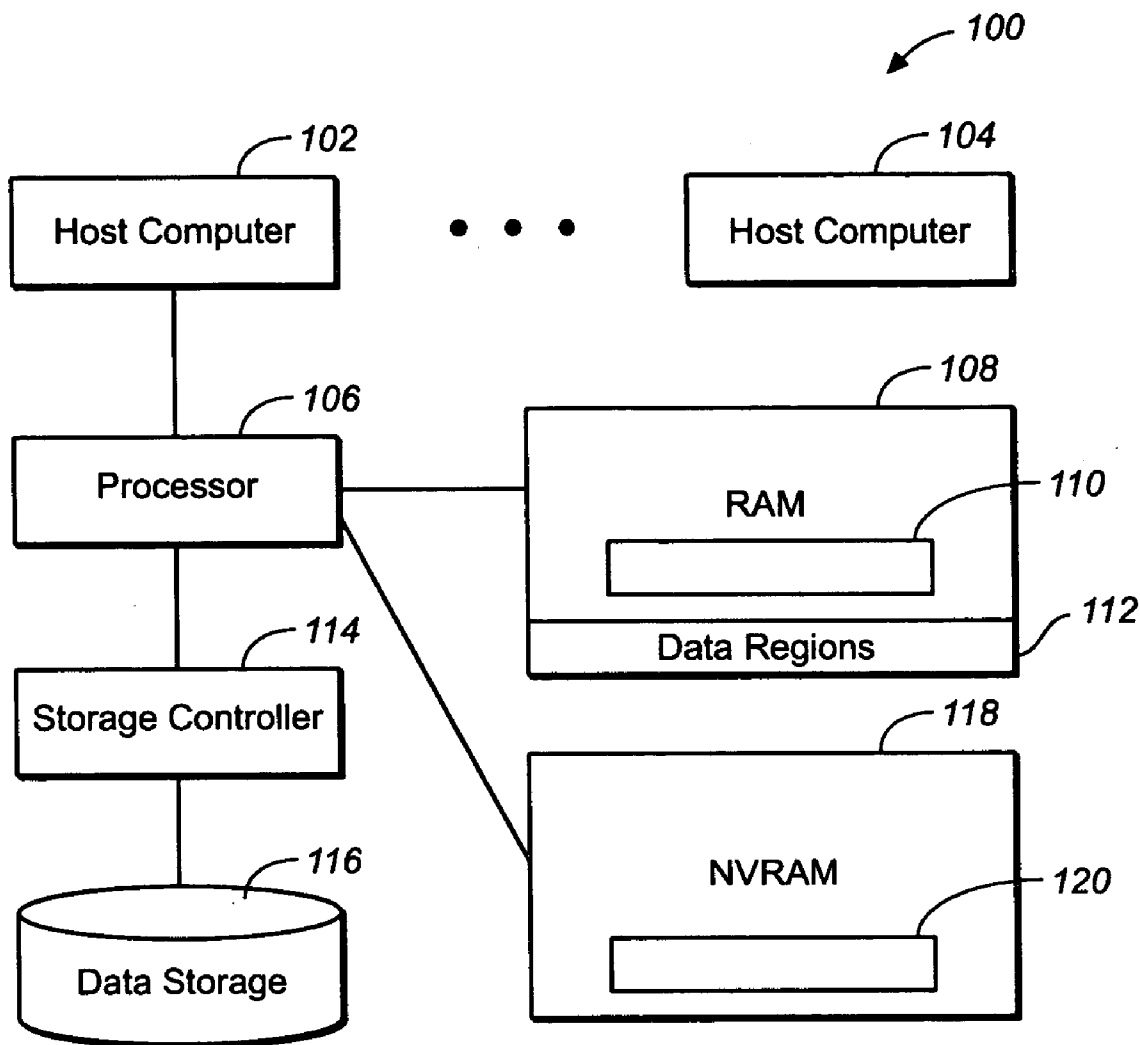 100
102
104
Host Computer
Host Computer
106
108
Processor
110
RAM
112
Data Regions
114
Storage Controller
118
116
NVRAM
120
Data Storage